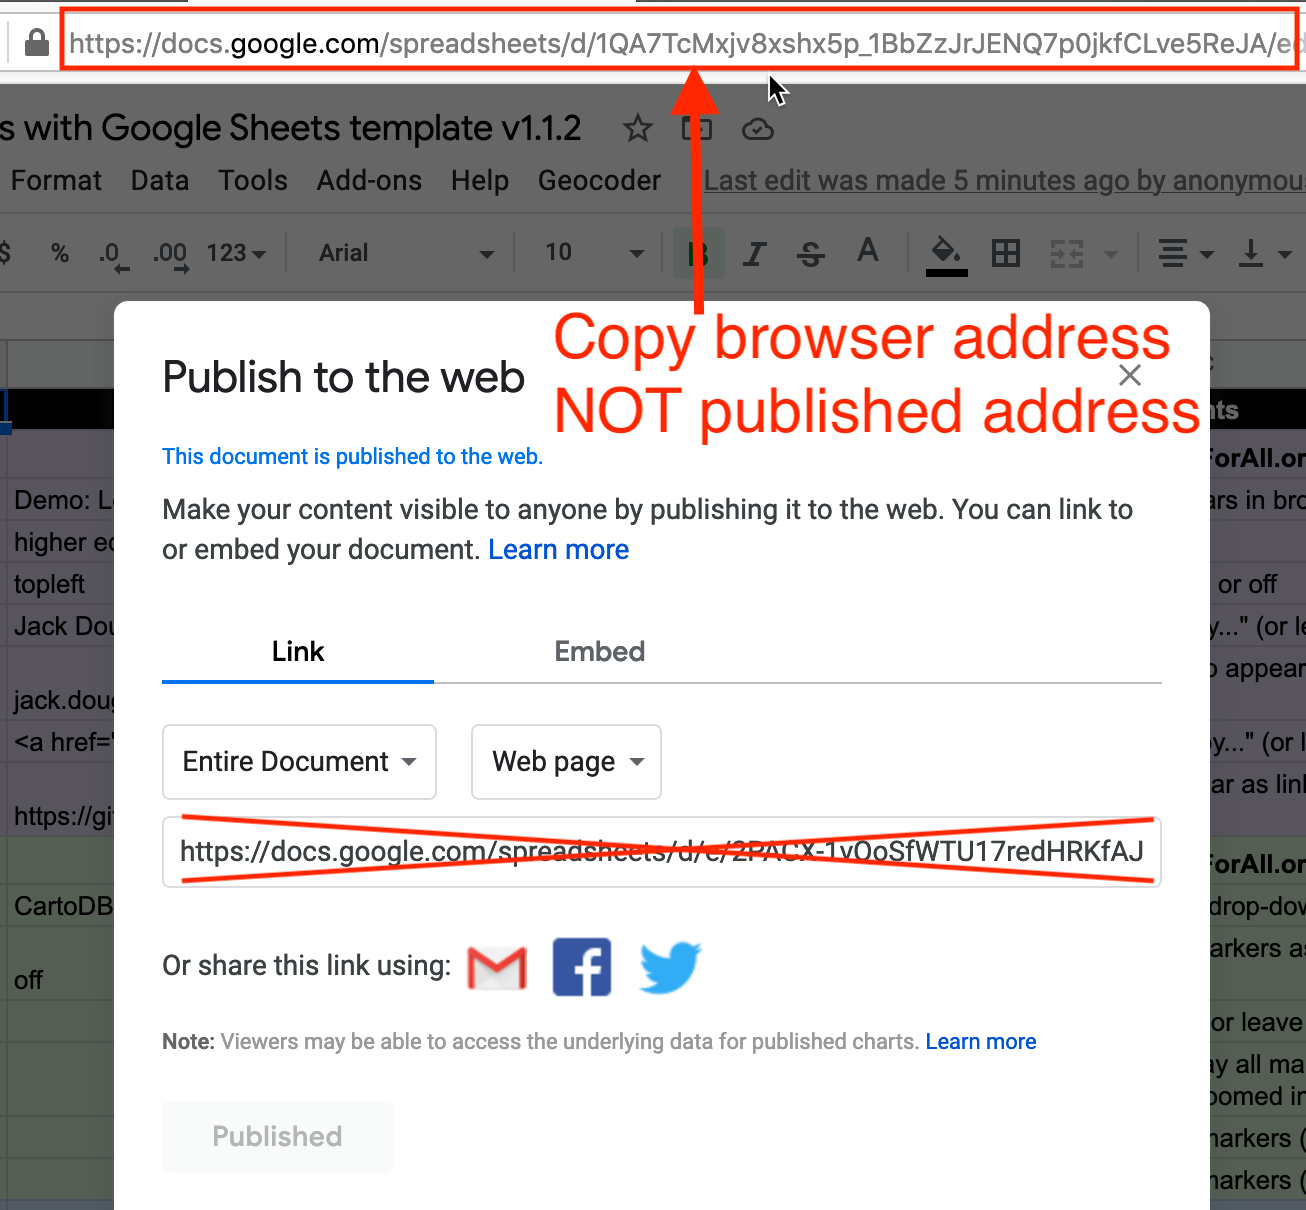 https://docs.google.com/spreadsheets/d/1QA7TcMxjv8xshx5p_1BbZzJrJENQ7p0jkfCLve5ReJA/ed
s with Google Sheets template v1.1.2
Format Data Tools Add-ons Help Geocoder Last edit was made 5 minutes ago by anonymous
$ % .0 .00 123 Arial 10 B I S A
Copy browser address
NOT published address
Publish to the web
This document is published to the web.
Make your content visible to anyone by publishing it to the web. You can link to
or embed your document. Learn more
Link Embed
Entire Document Web page
https://docs.google.com/spreadsheets/d/e/2PACX-1vQoSfWTU17redHRKfAJ
Or share this link using:
Note: Viewers may be able to access the underlying data for published charts. Learn more
Published
Demo: L
higher ed
topleft
Jack Dou
jack.doug
<a href="
https://gi
CartoDB
off
nts
ForAll.or
ars in bro
or off
y..." (or le
o appear
by..." (or l
ar as link
ForAll.or
drop-dow
arkers as
or leave
ay all ma
oomed in
markers (
markers (